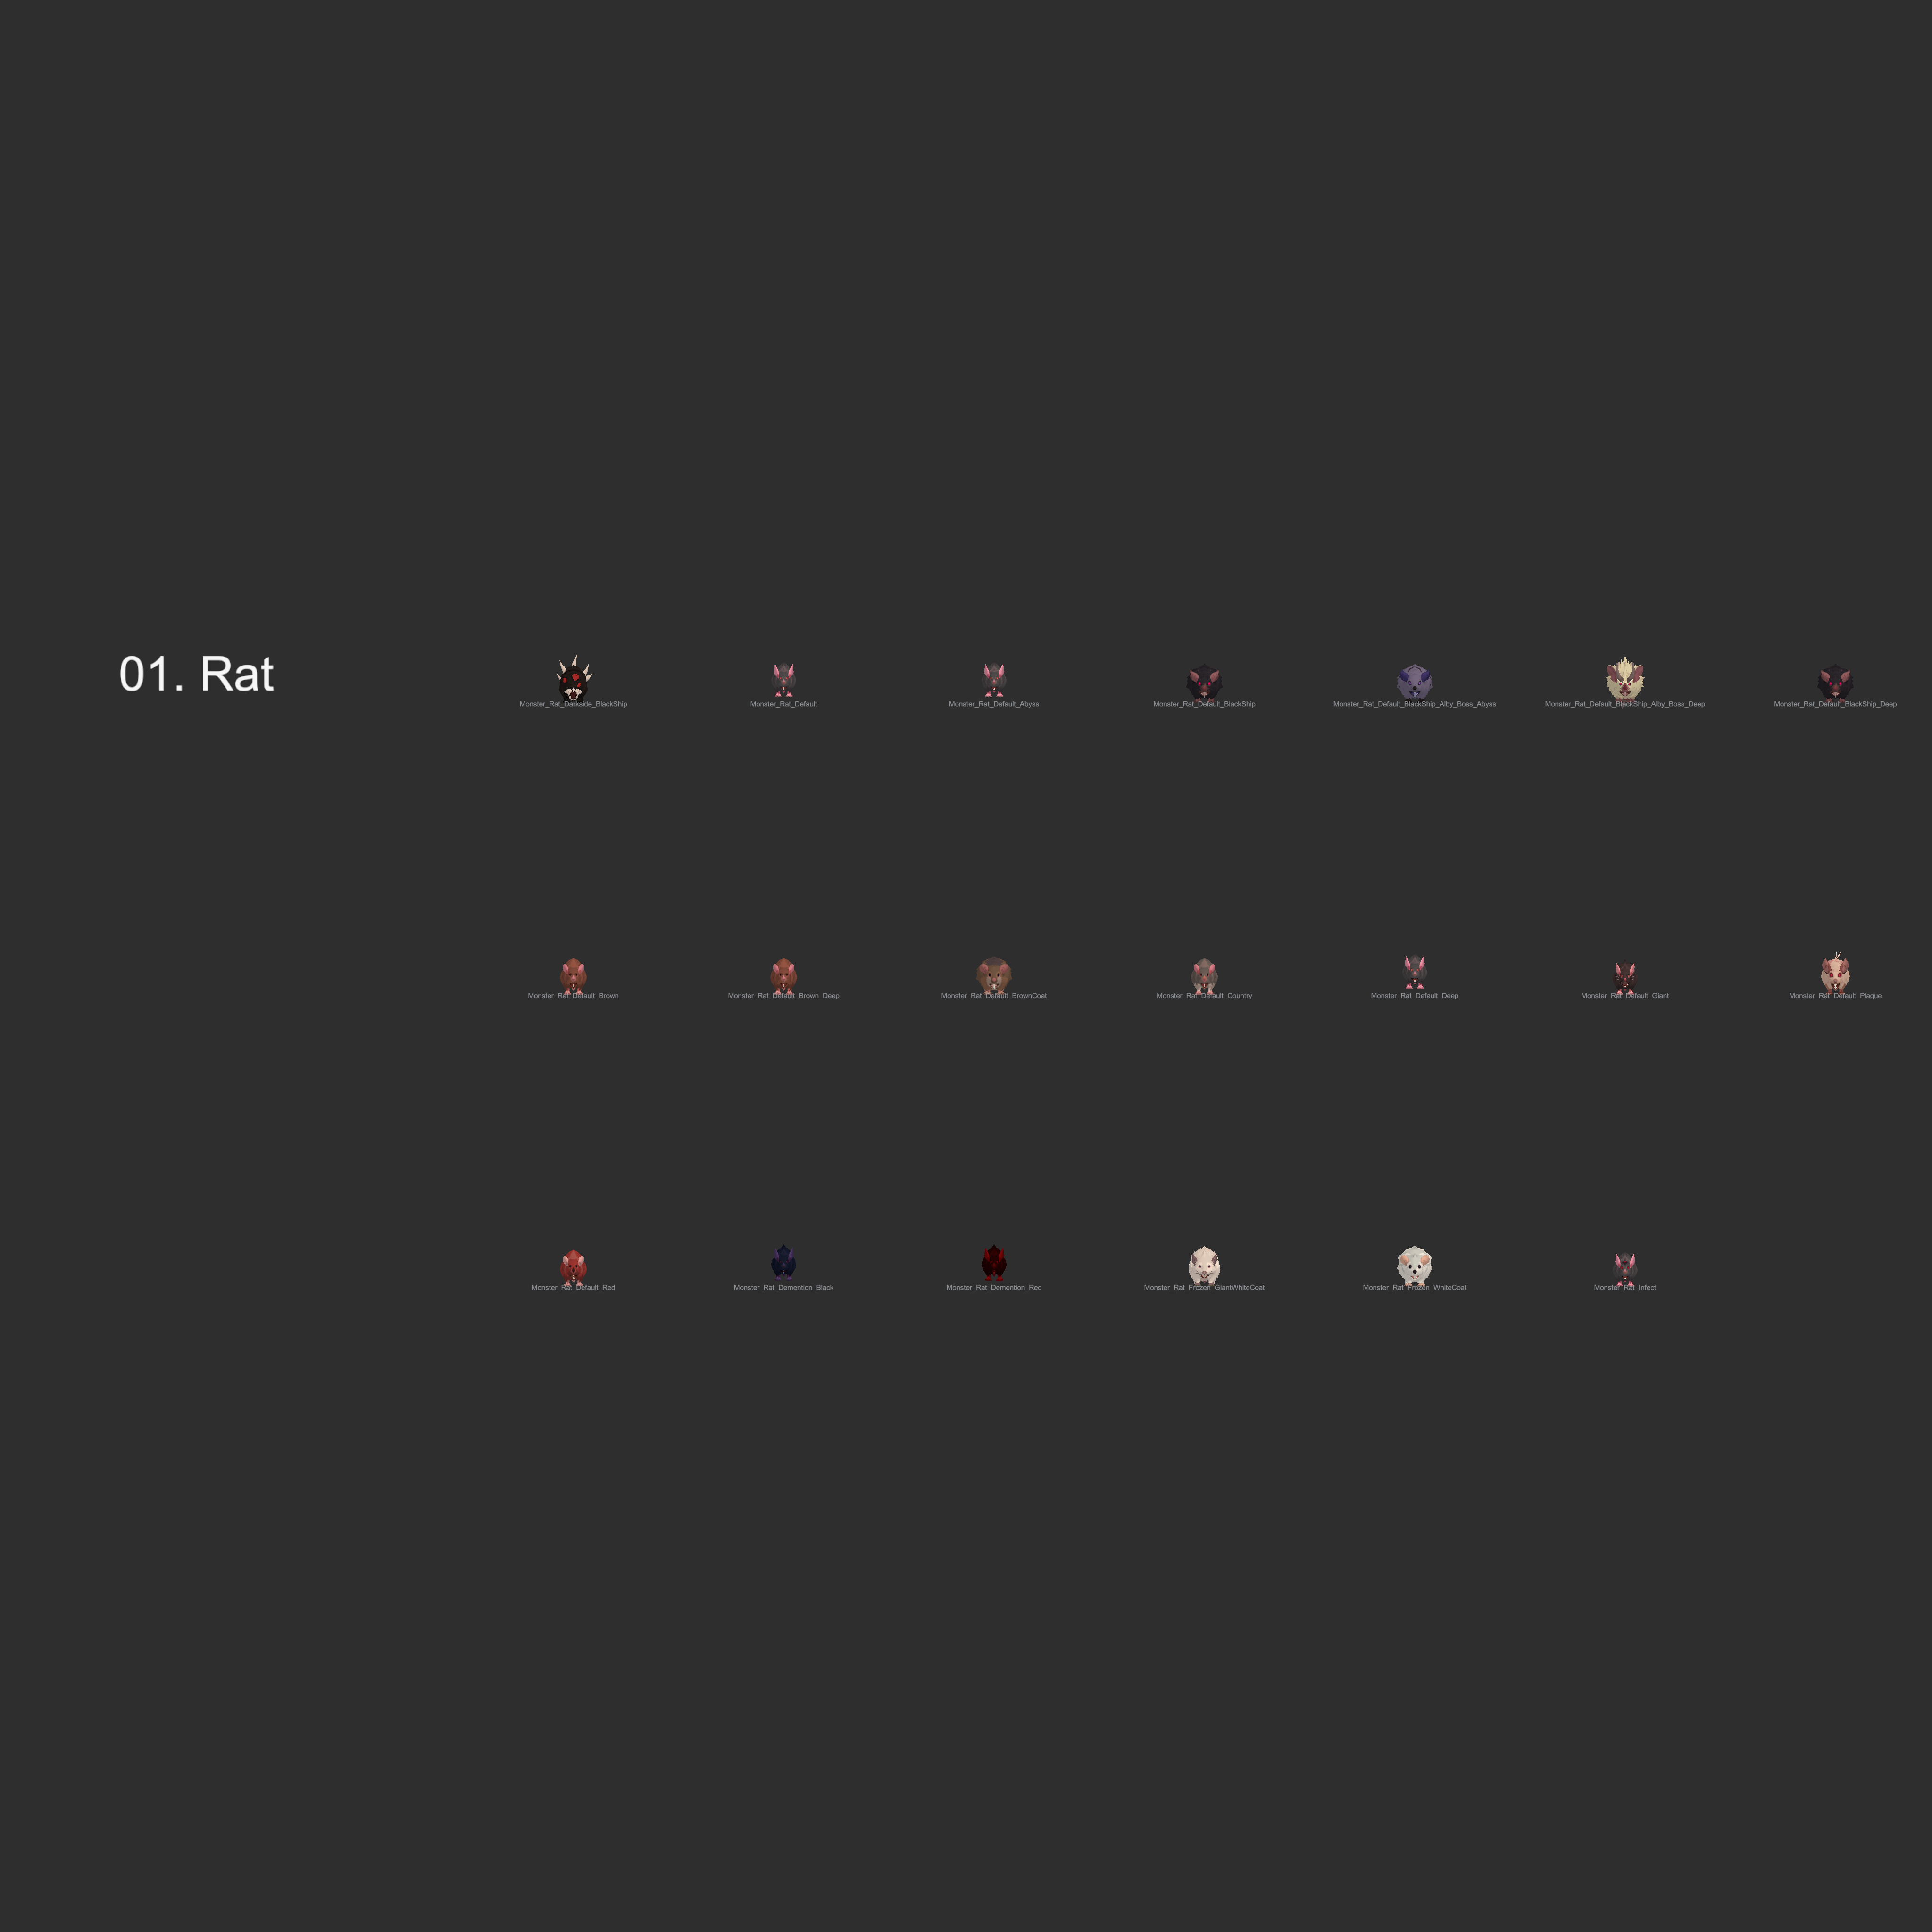 01. Rat
Monster_Rat_Darkside_BlackShip
Monster_Rat_Default
Monster_Rat_Default_Abyss
Monster_Rat_Default_BlackShip
Monster_Rat_Default_BlackShip_Alby_Boss_Abyss
Monster_Rat_Default_BlackShip_Alby_Boss_Deep
Monster_Rat_Default_BlackShip_Deep
Monster_Rat_Default_Brown
Monster_Rat_Default_Brown_Deep
Monster_Rat_Default_BrownCoat
Monster_Rat_Default_Country
Monster_Rat_Default_Deep
Monster_Rat_Default_Giant
Monster_Rat_Default_Plague
Monster_Rat_Default_Red
Monster_Rat_Demention_Black
Monster_Rat_Demention_Red
Monster_Rat_Frozen_GiantWhiteCoat
Monster_Rat_Frozen_WhiteCoat
Monster_Rat_Infect